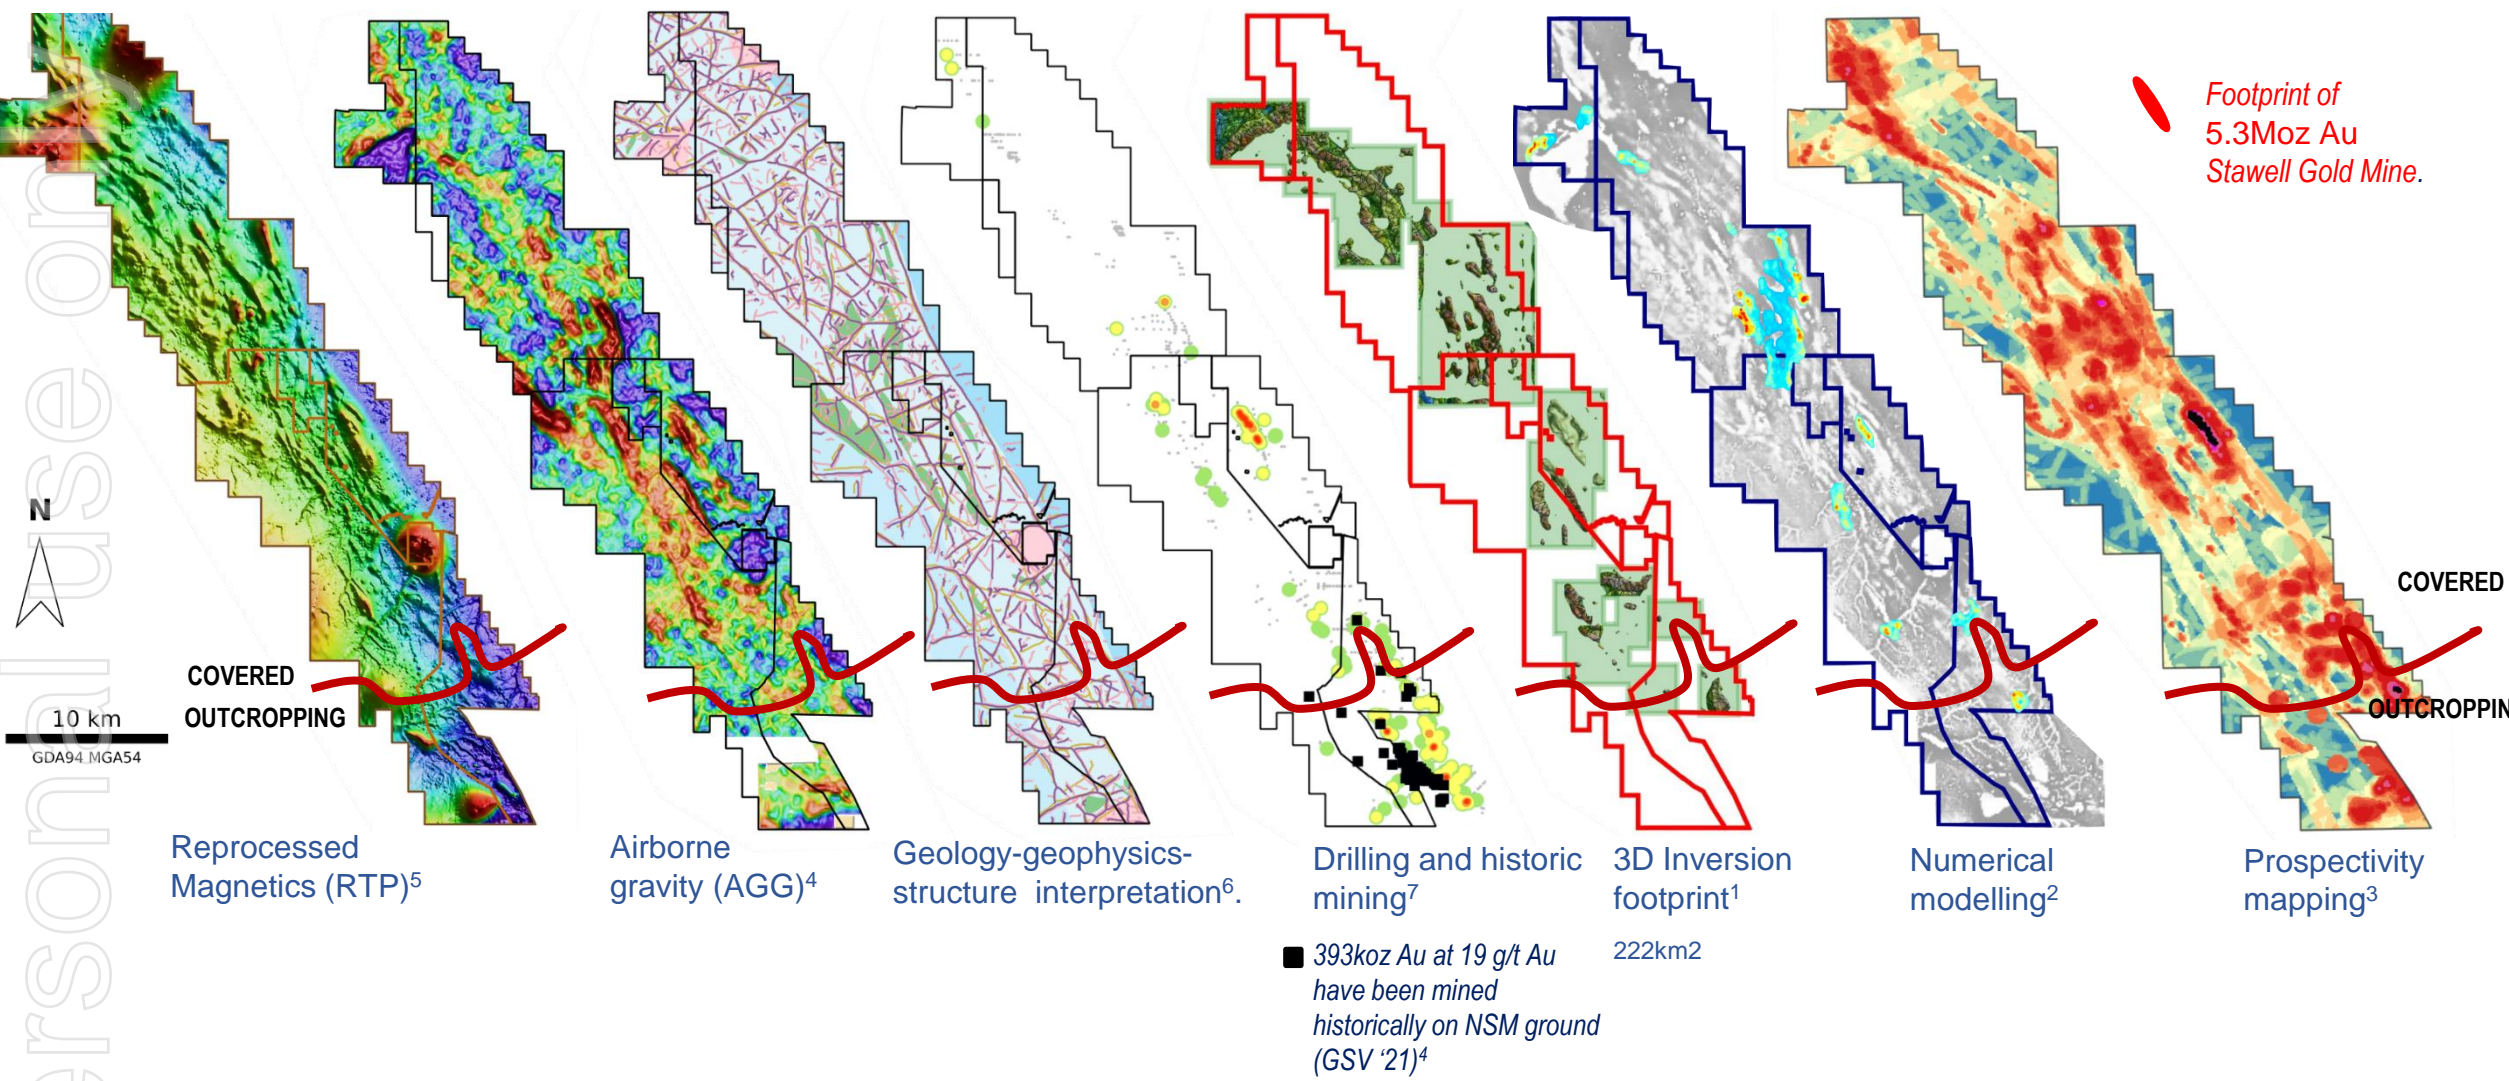 ersonal use only
Footprint of
5.3Moz Au
Stawell Gold Mine.
N
COVERED
OUTCROPPING
10 km
GDA94 MGA54
COVERED
OUTCROPPIN
Reprocessed
Magnetics (RTP)5
Airborne
gravity (AGG)4
Geology-geophysics-
structure interpretation6.
Drilling and historic
mining7
3D Inversion
footprint1
222km2
Numerical
modelling2
Prospectivity
mapping3
393koz Au at 19 g/t Au
have been mined
historically on NSM ground
(GSV ‘21)4